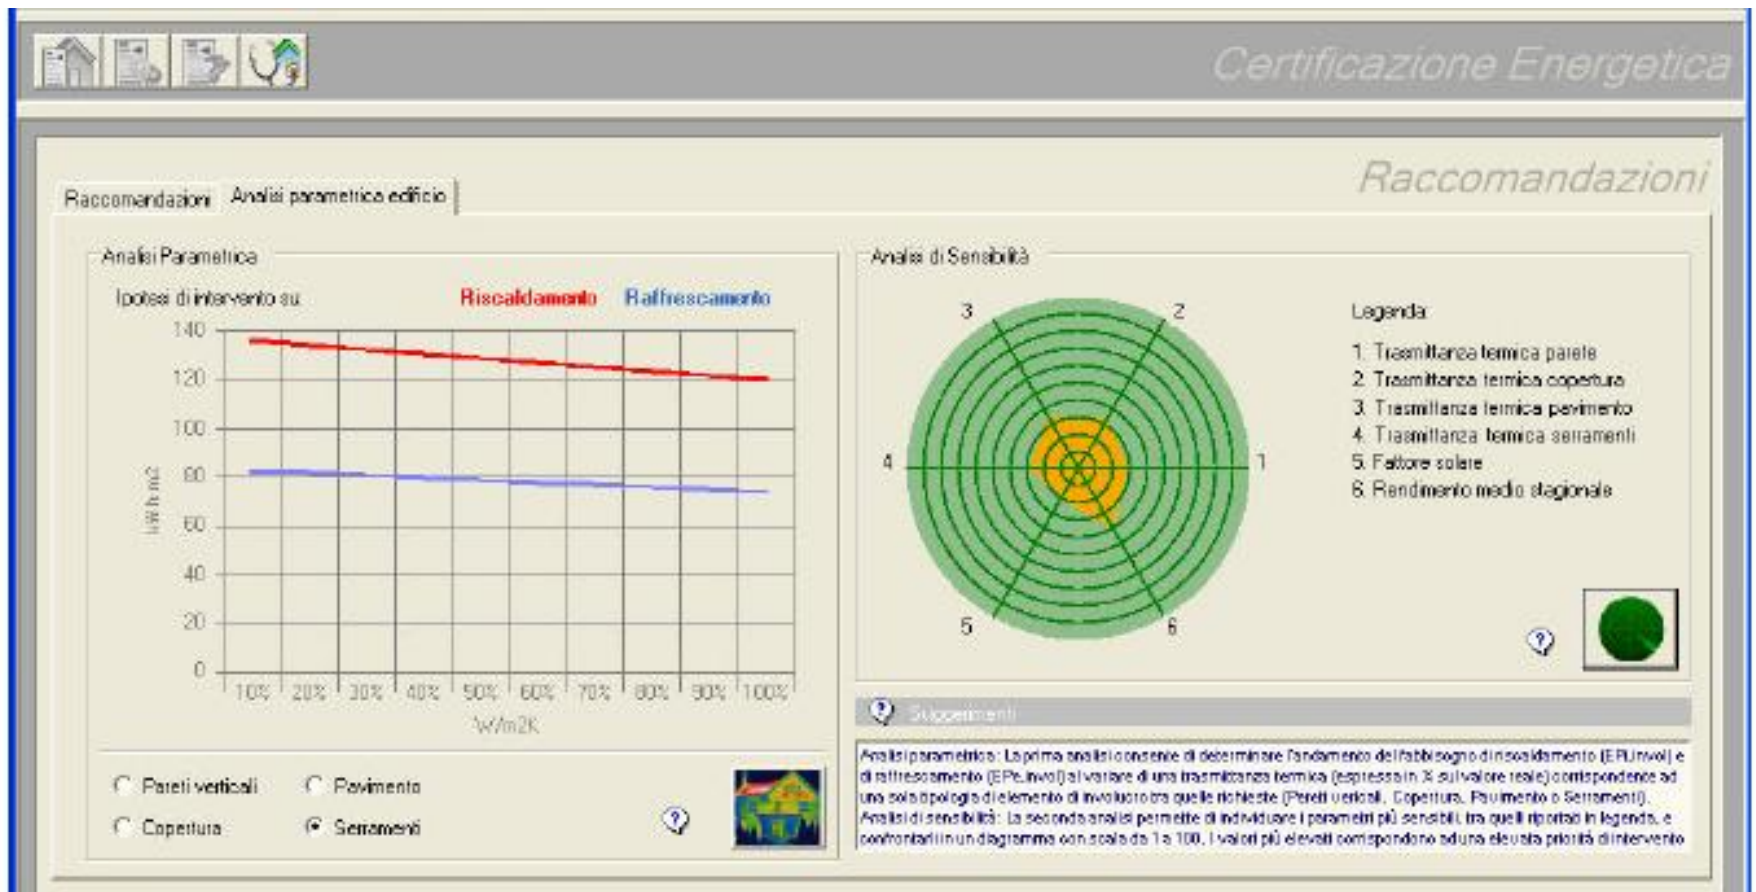 Certificazione Energetica
Raccomandazioni
Raccomandazioni
Analisi parametrica edificio
Analisi Parametrica
Ipotesi di intervento su:
Riscaldamento
Raffrescamento
140
120
100
80
60
40
20
0
kWh m2
10% 20% 30% 40% 50% 60% 70% 80% 90% 100%
W/m2K
Pareti verticali
Pavimento
Copertura
Serramenti
Analisi di Sensibilità
3
2
4
1
5
6
Legenda:
1. Trasmittanza termica parete
2. Trasmittanza termica copertura
3. Trasmittanza termica pavimento
4. Trasmittanza termica serramenti
5. Fattore solare
6. Rendimento medio stagionale
Suggerimenti
Analisi parametrica: La prima analisi consente di determinare l'andamento dell'fabbisogno di riscaldamento (EPi,invol) e
di raffrescamento (EPe,invol) al variare di una trasmittanza termica (espressa in % sul valore reale) corrispondente ad
una sola tipologia di elemento di involucro tra quelle richieste (Pereti verticali, Copertura, Pavimento o Serramenti).
Analisi di sensibilità: La seconda analisi permette di individuare i parametri più sensibili, tra quelli riportati in legenda, e
confrontarli in un diagramma con scala da 1 a 100. I valori più elevati corrispondono ad una elevata priorità di intervento